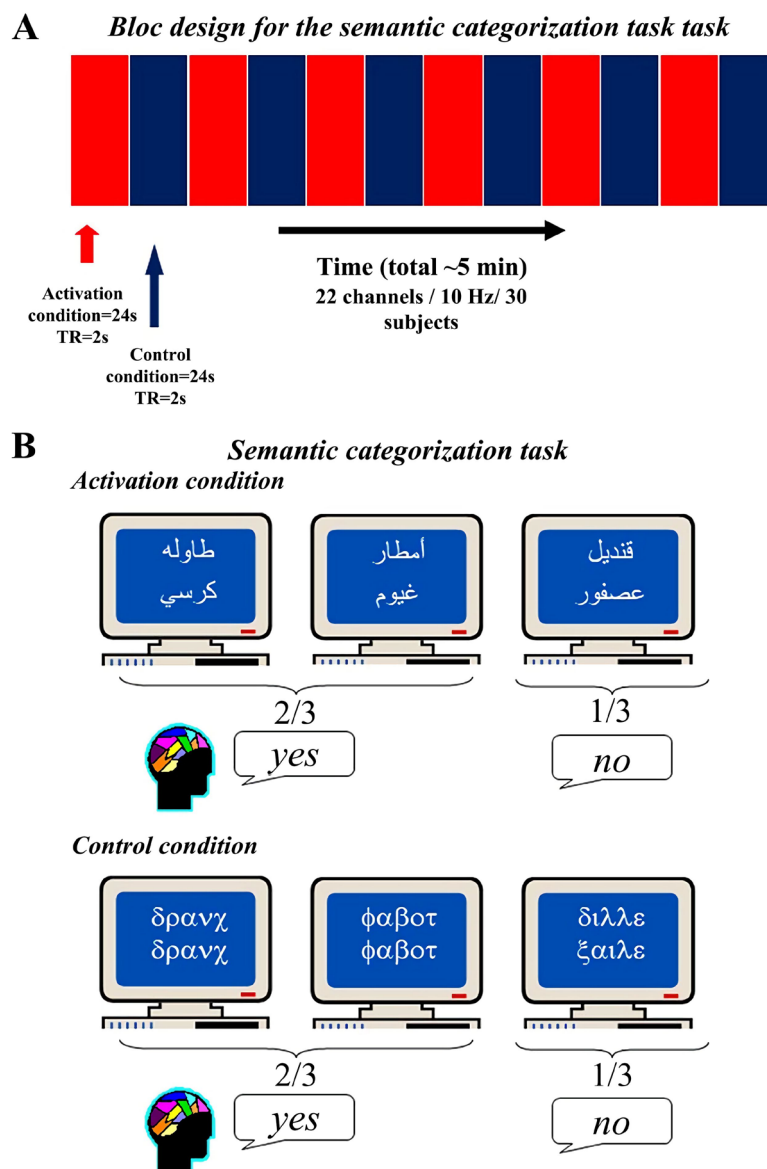 A
Bloc design for the semantic categorization task task
Time (total ~5 min)
22 channels / 10 Hz/ 30
subjects
Activation
condition=24s
TR=2s
Control
condition=24s
TR=2s
B
Semantic categorization task
Activation condition
طاوله
كرسي
أمطار
غيوم
قنديل
عصفور
2/3
1/3
yes
no
Control condition
δρανχ
δρανχ
ϕαβοτ
ϕαβοτ
διλλε
ξαιλε
2/3
1/3
yes
no